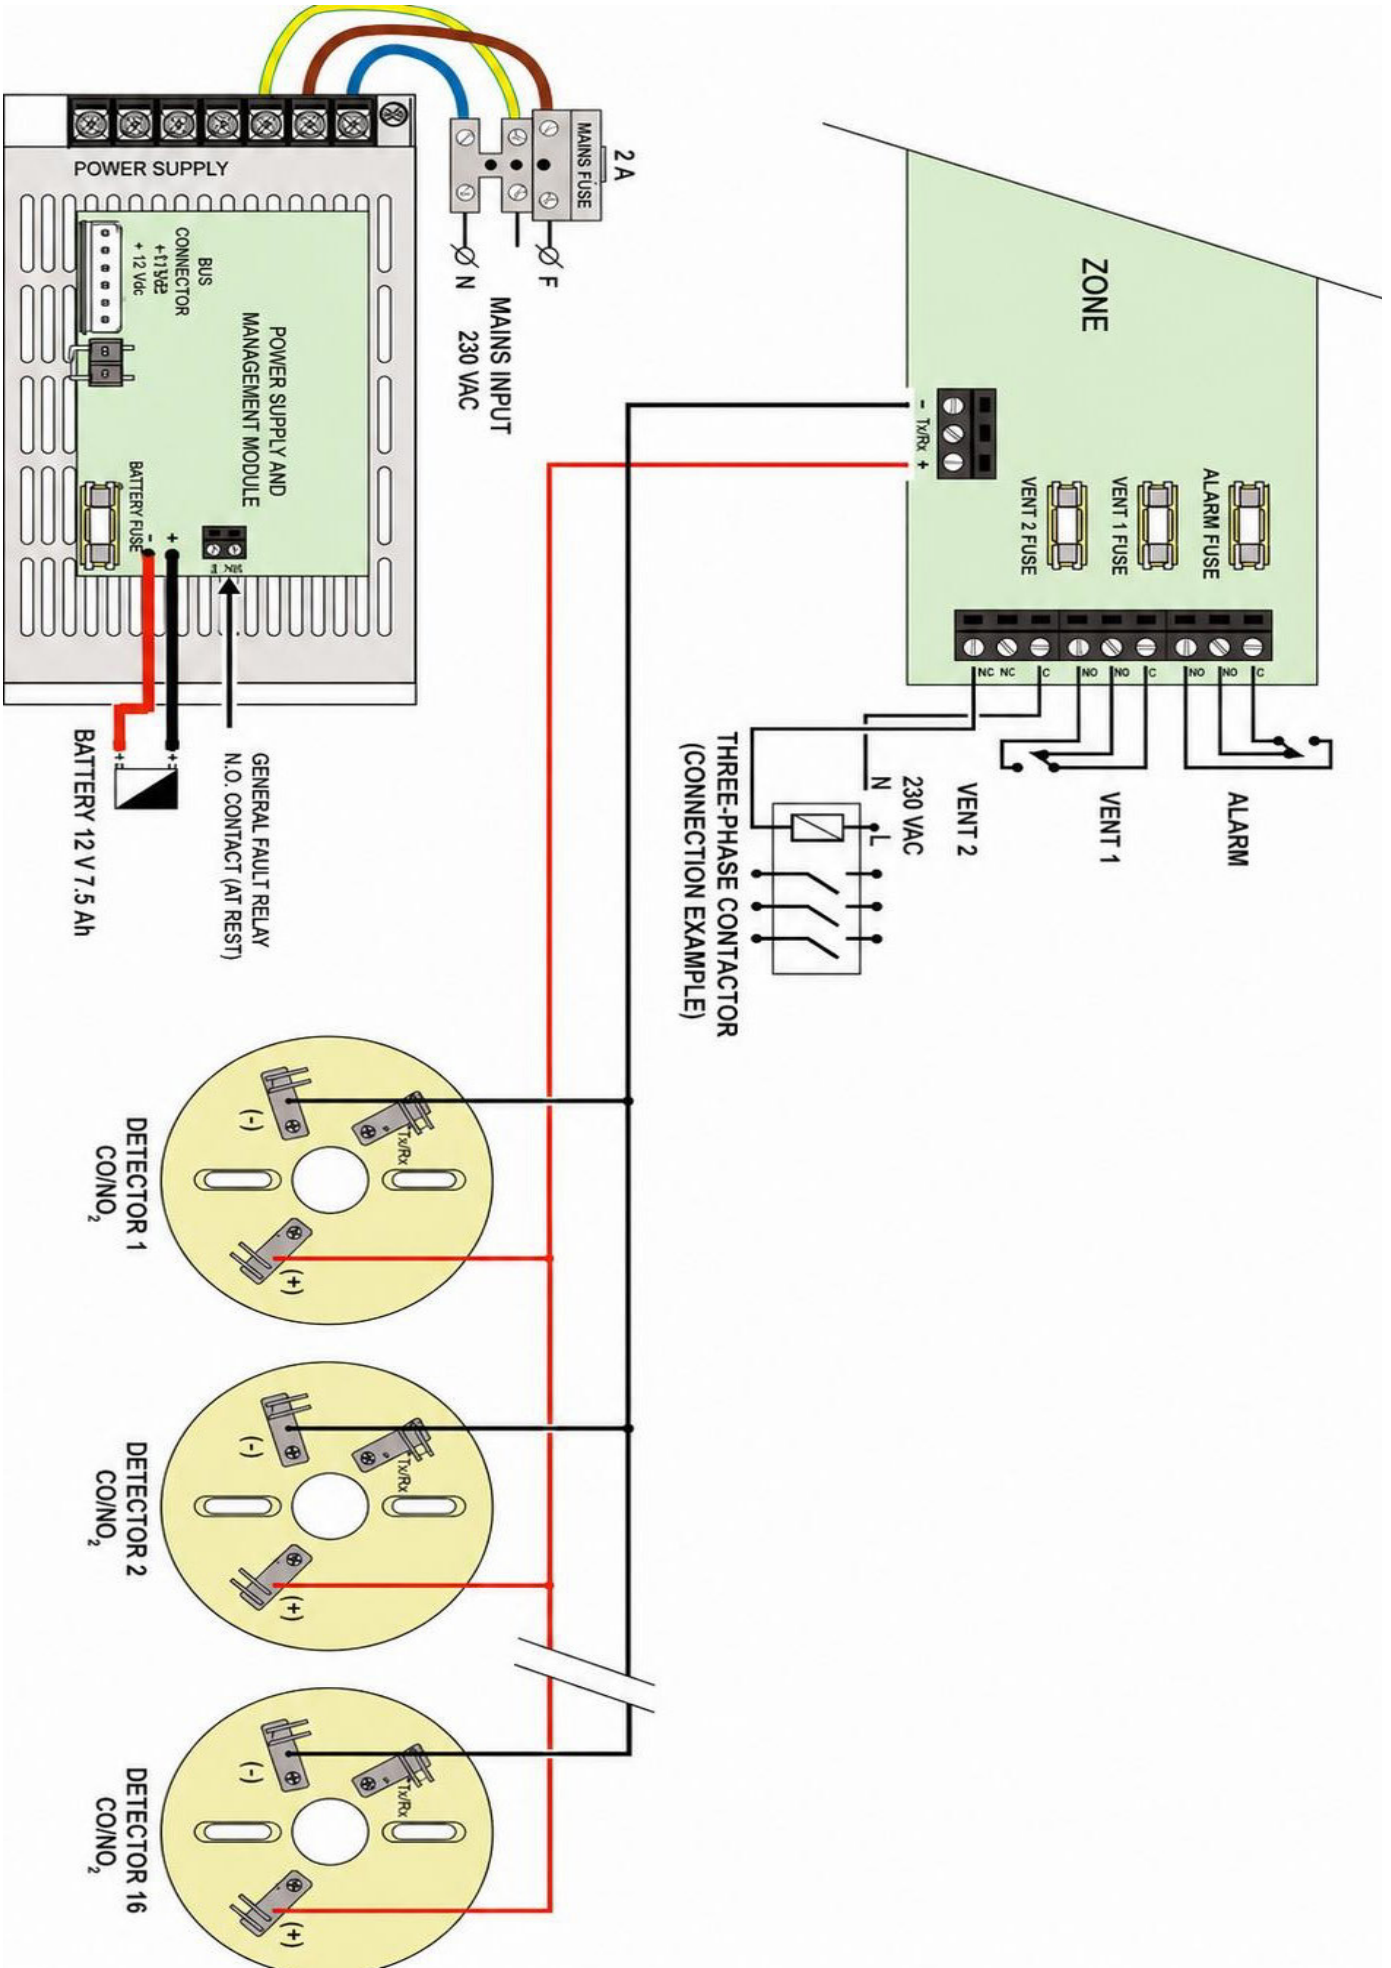 POWER SUPPLY
BUS
CONNECTOR
+ 12 Vdc
POWER SUPPLY AND
MANAGEMENT MODULE
BATTERY FUSE
-
+
MAINS FUSE
2 A
F
N
MAINS INPUT
230 VAC
GENERAL FAULT RELAY
N.O. CONTACT (AT REST)
BATTERY 12 V 7.5 Ah
ZONE
- Tx/Rx +
ALARM FUSE
VENT 1 FUSE
VENT 2 FUSE
NC
NC
C
NO
NO
C
NO
NO
C
ALARM
VENT 1
VENT 2
230 VAC
N
L
THREE-PHASE CONTACTOR
(CONNECTION EXAMPLE)
(-)
Tx/Rx
(+)
DETECTOR 1
CO/NO₂
(-)
Tx/Rx
(+)
DETECTOR 2
CO/NO₂
(-)
Tx/Rx
(+)
DETECTOR 16
CO/NO₂